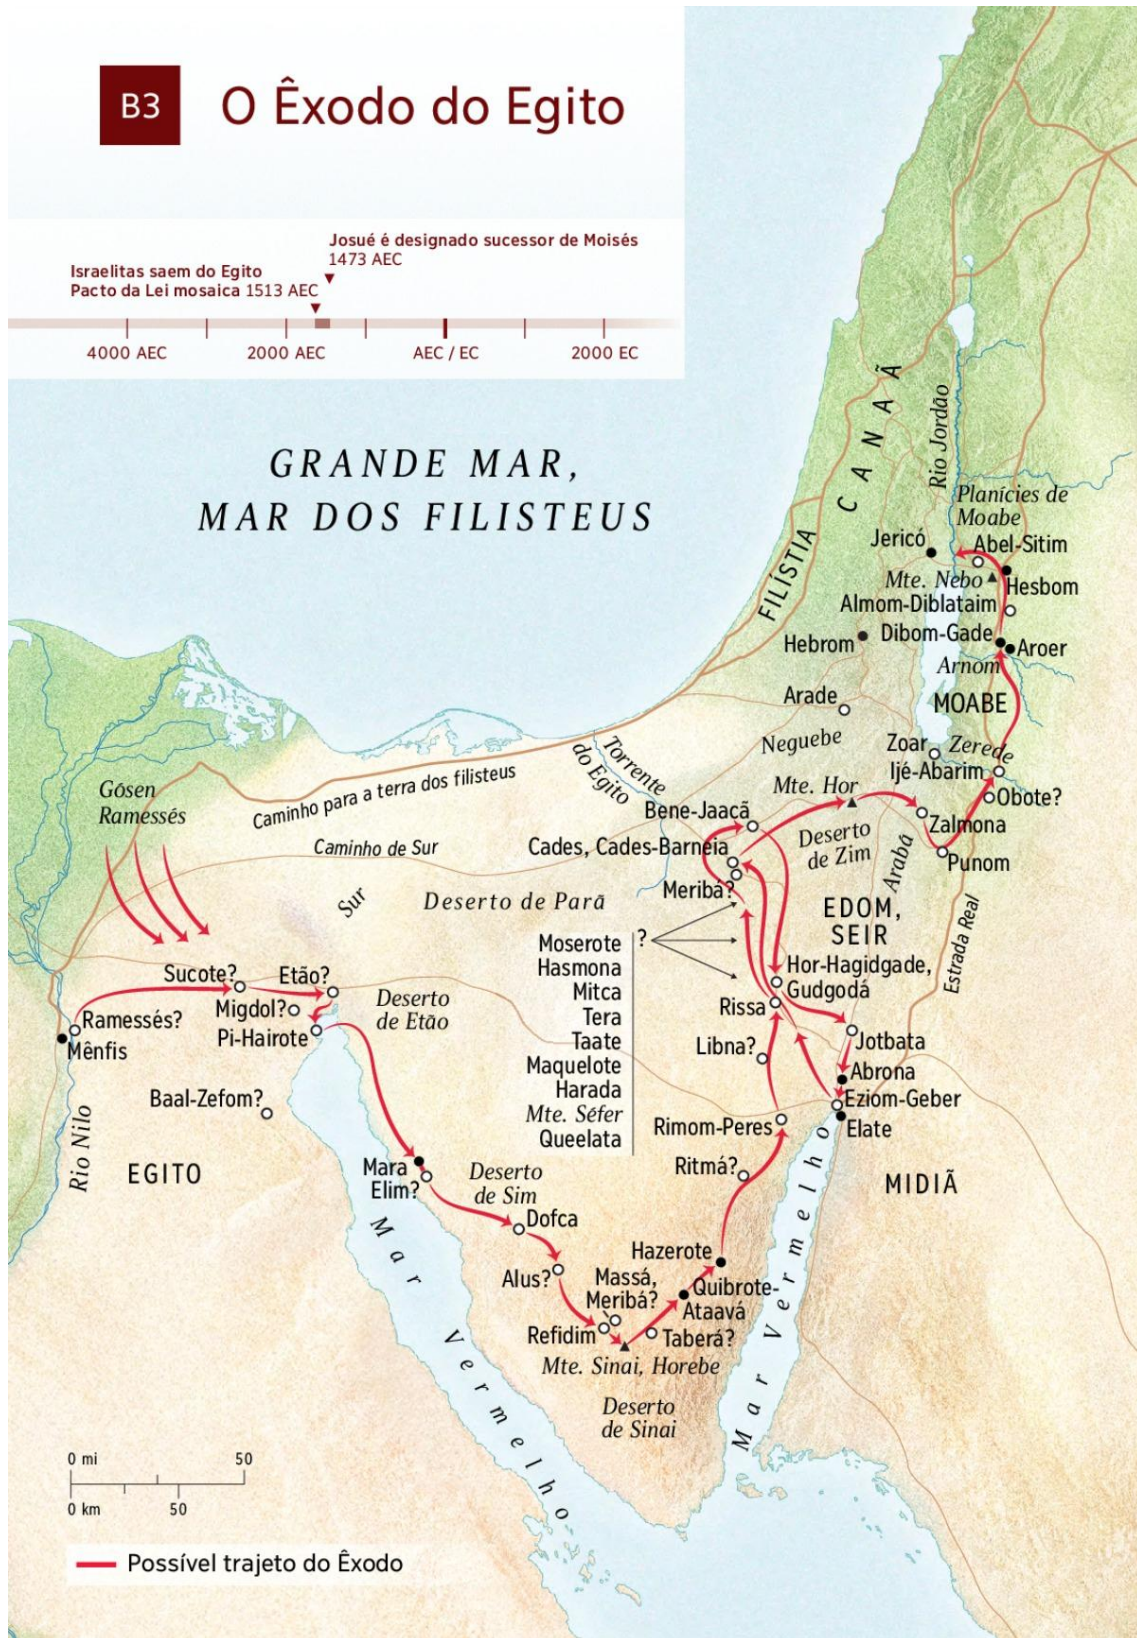 B3
O Êxodo do Egito
Josué é designado sucessor de Moisés
1473 AEC
Israelitas saem do Egito
Pacto da Lei mosaica 1513 AEC
4000 AEC
2000 AEC
AEC / EC
2000 EC
GRANDE MAR,
MAR DOS FILISTEUS
CANAÃ
FILÍSTIA
Rio Jordão
Planícies de
Moabe
Jericó
Abel-Sitim
Mte. Nebo
Hesbom
Almom-Diblataim
Hebrom
Dibom-Gade
Aroer
Arnom
Arade
MOABE
Neguebe
Zoar
Zerede
Ijé-Abarim
Torrente
do Egito
Mte. Hor
Obote?
Gósen
Ramessés
Caminho para a terra dos filisteus
Bene-Jaacã
Zalmona
Caminho de Sur
Cades, Cades-Barneia
Deserto
de Zim
Arabá
Punom
Meribá?
Sur
Deserto de Parã
EDOM,
SEIR
Estrada Real
Moserote
?
Hasmona
Mitca
Tera
Taate
Maquelote
Harada
Mte. Séfer
Queelata
Hor-Hagidgade,
Gudgodá
Sucote?
Etão?
Deserto
de Etão
Migdol?
Rissa
Ramessés?
Pi-Hairote
Mênfis
Jotbata
Libna?
Abrona
Baal-Zefom?
Eziom-Geber
Rimom-Peres
Elate
Rio Nilo
EGITO
Mara
Elim?
Deserto
de Sim
Ritmá?
MIDIÃ
Dofca
Mar Vermelho
Hazerote
Alus?
Massá,
Meribá?
Quibrote-
Ataavá
Refidim
Taberá?
Mte. Sinai, Horebe
Mar Vermelho
Deserto
de Sinai
0 mi
50
0 km
50
Possível trajeto do Êxodo